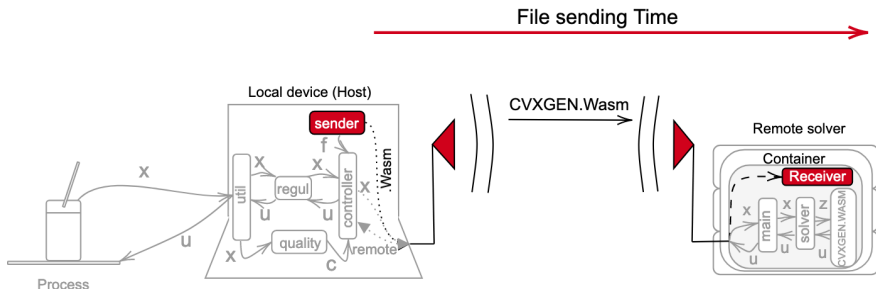 File sending Time
Local device (Host)
CVXGEN.Wasm
Remote solver
sender
Container
f
Wasm
Receiver
x
x
x
x
util
regul
controller
u
u
x
x
z
main
solver
CVXGEN.WASM
u
u
u
u
quality
remote
x
c
Process